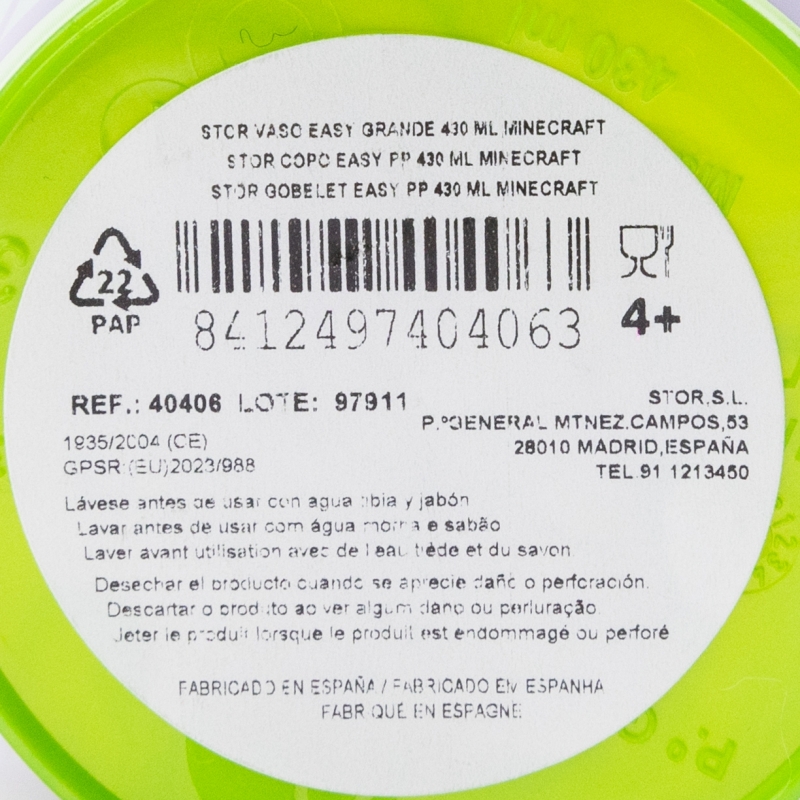 STOR VASO EASY GRANDE 430 ML MINECRAFT
STOR COPO EASY PP 430 ML MINECRAFT
STOR GOBELET EASY PP 430 ML MINECRAFT
22
PAP
8412497404063
4+
REF.: 40406 LOTE: 97911
STOR,S.L.
P.ºGENERAL MTNEZ.CAMPOS,53
28010 MADRID,ESPAÑA
TEL.91 1213450
1935/2004 (CE)
GPSR (EU)2023/988
Lávese antes de usar con agua tibia y jabón
Lavar antes de usar com água morna e sabão
Laver avant utilisation avec de l eau tiède et du savon
Desechar el producto cuando se aprecie daño o perforación.
Descartar o produto ao ver algum dano ou perfuração.
Jeter le produit lorsque le produit est endommagé ou perforé
FABRICADO EN ESPAÑA / FABRICADO EM ESPANHA
FABRIQUÉ EN ESPAGNE
430 ml